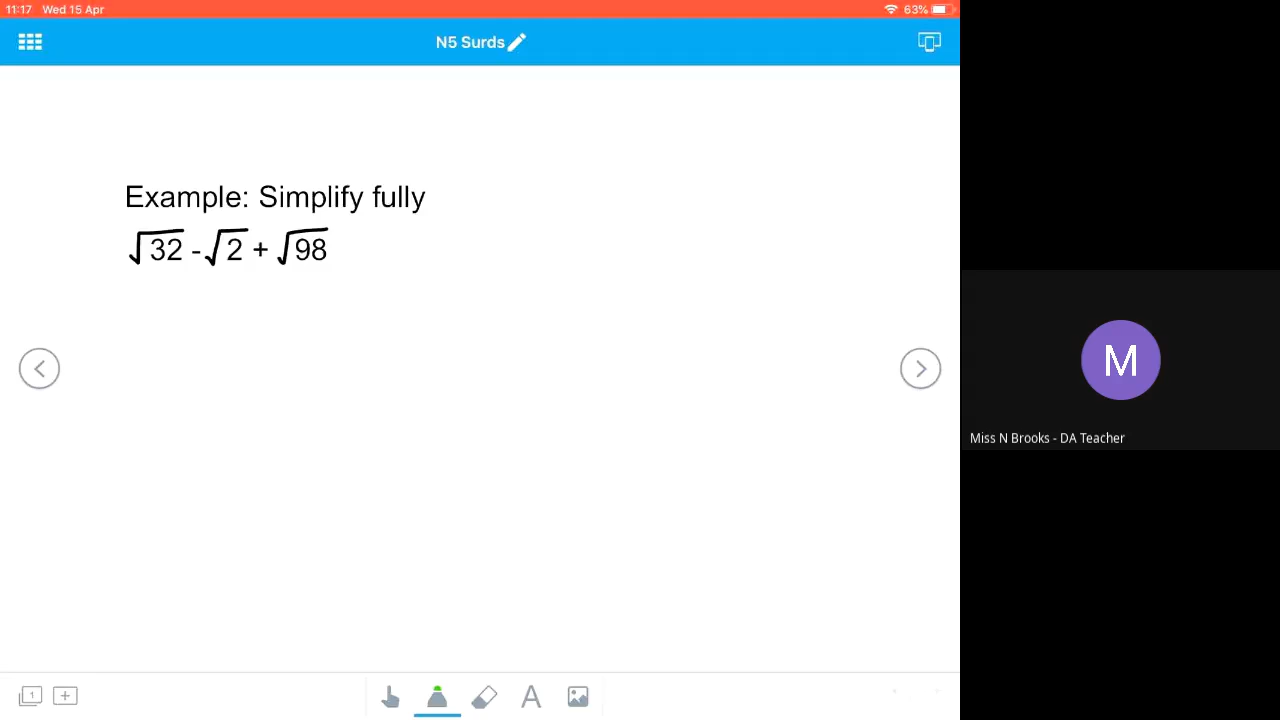 11:17 Wed 15 Apr 63%
N5 Surds
Example: Simplify fully
√32 - √2 + √98
M
Miss N Brooks - DA Teacher
1
A